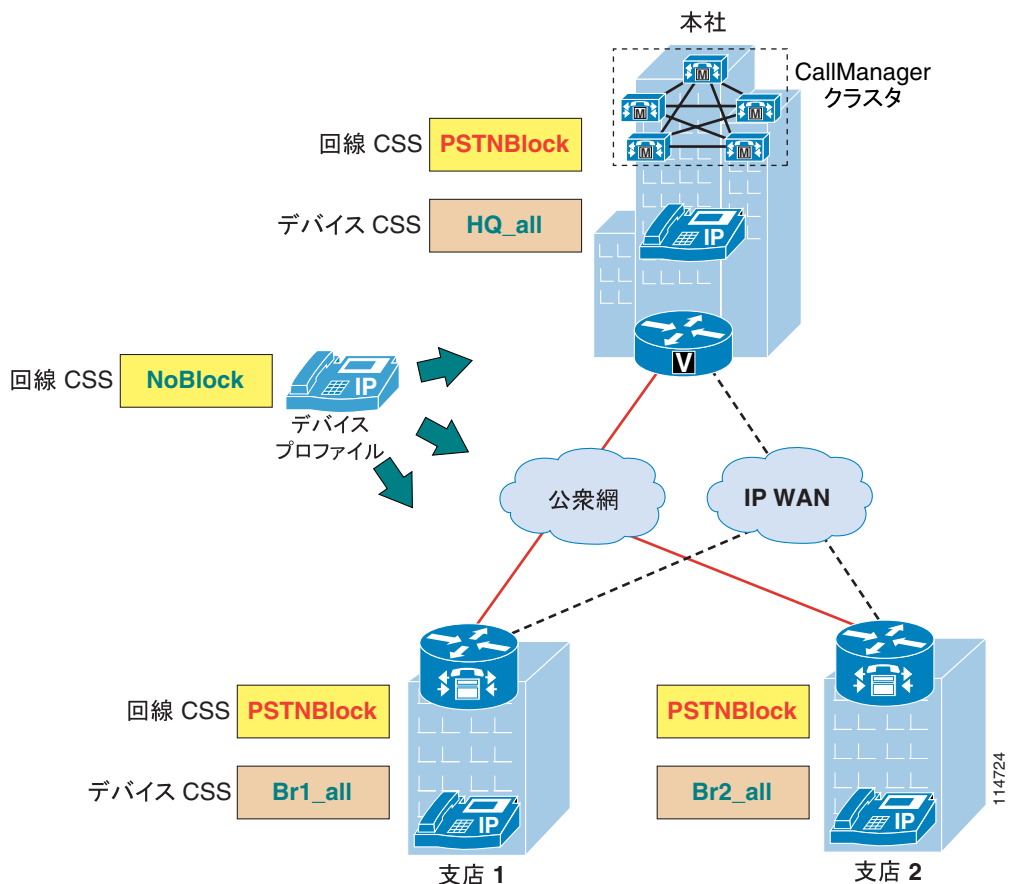 本社
CallManager
クラスタ
M
M
M
M
M
回線 CSS
PSTNBlock
デバイス CSS
HQ_all
IP
V
回線 CSS
NoBlock
IP
デバイス
プロファイル
公衆網
IP WAN
回線 CSS
PSTNBlock
デバイス CSS
Br1_all
IP
支店 1
PSTNBlock
Br2_all
IP
支店 2
114724